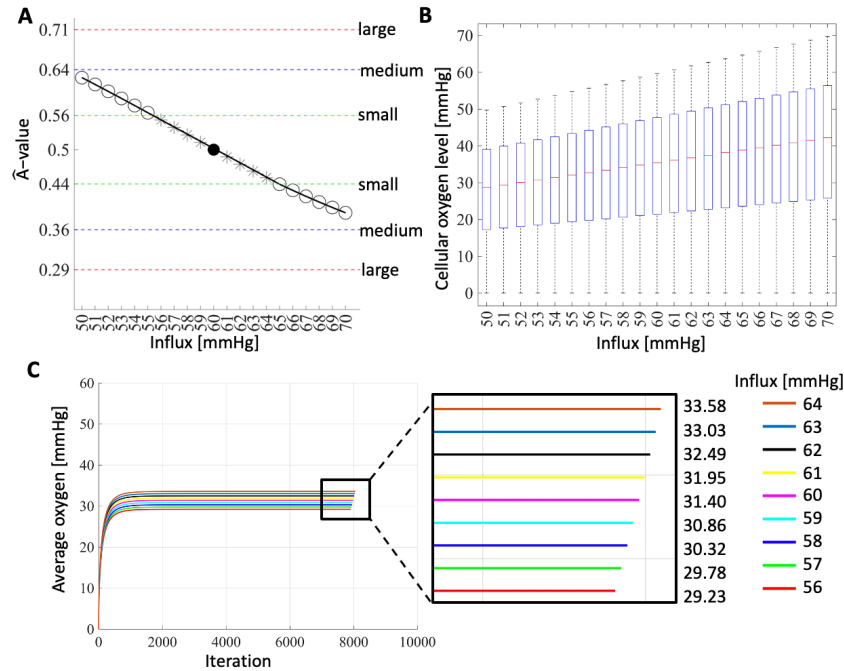 A
Â-value
0.71
0.64
0.56
0.5
0.44
0.36
0.29
large
medium
small
small
medium
large
50 51 52 53 54 55 56 57 58 59 60 61 62 63 64 65 66 67 68 69 70
Influx [mmHg]
B
Cellular oxygen level [mmHg]
70
60
50
40
30
20
10
0
50 51 52 53 54 55 56 57 58 59 60 61 62 63 64 65 66 67 68 69 70
Influx [mmHg]
C
Average oxygen [mmHg]
60
50
40
30
20
10
0
0 2000 4000 6000 8000 10000
Iteration
33.58
33.03
32.49
31.95
31.40
30.86
30.32
29.78
29.23
Influx [mmHg]
64
63
62
61
60
59
58
57
56